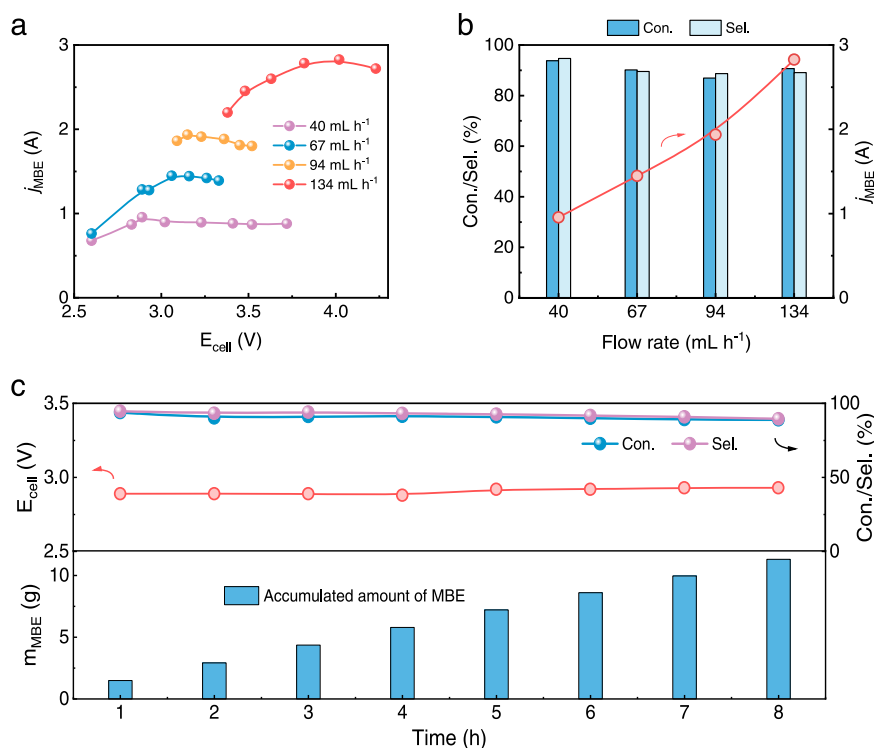 a
j_MBE (A)
3
2
1
0
40 mL h⁻¹
67 mL h⁻¹
94 mL h⁻¹
134 mL h⁻¹
2.5 3.0 3.5 4.0
E_cell (V)
b
Con. Sel.
Con./Sel. (%)
100
80
60
40
20
0
3
2
1
0
j_MBE (A)
40 67 94 134
Flow rate (mL h⁻¹)
c
E_cell (V)
3.5
3.0
2.5
Con. Sel.
100
50
0
Con./Sel. (%)
m_MBE (g)
10
5
0
Accumulated amount of MBE
1 2 3 4 5 6 7 8
Time (h)